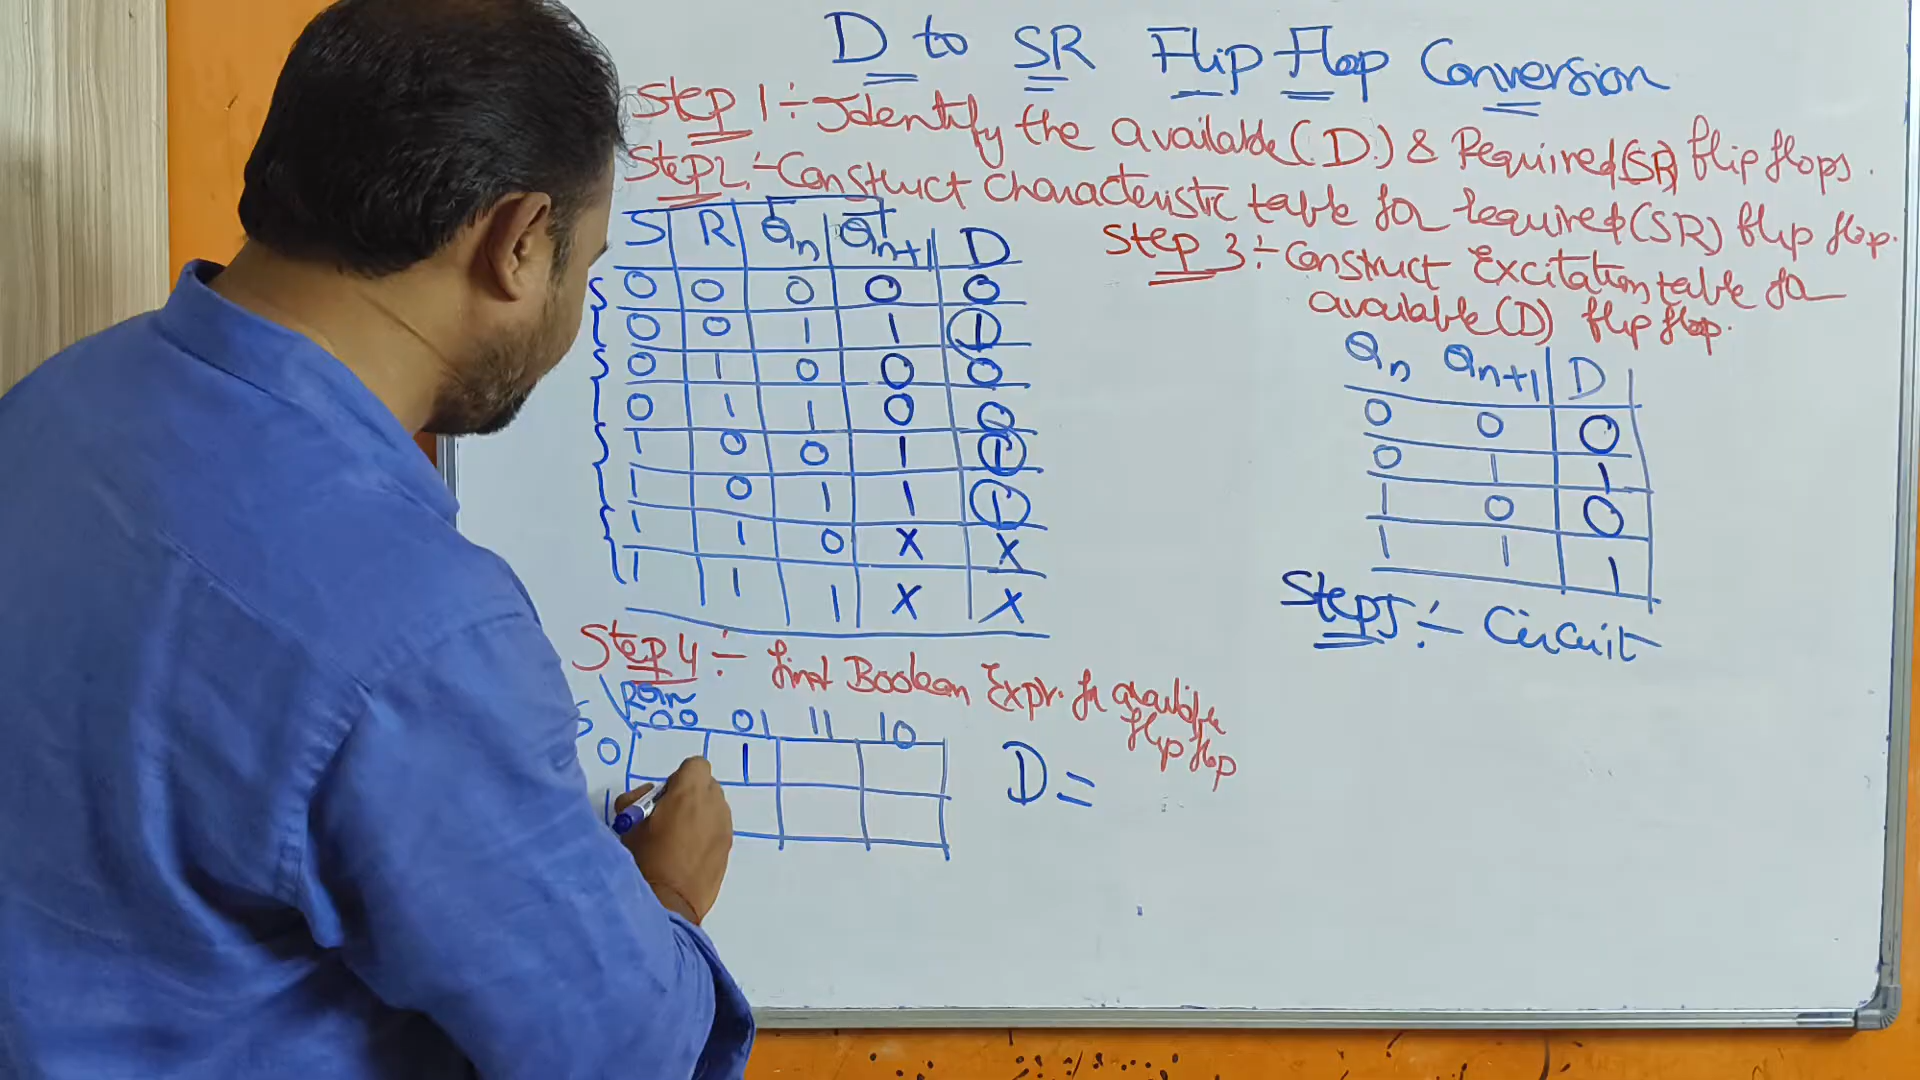 D to SR Flip Flop Conversion
Step 1 :- Identify the available (D) & Required (SR) flip flops.
Step 2 :- Construct Characteristic table for required (SR) flip flop.
S R Qn Qn+1 D
0 0 0 0 0
0 0 1 1 1
0 1 0 0 0
0 1 1 0 0
1 0 0 1 1
1 0 1 1 1
1 1 0 X X
1 1 1 X X
Step 3 :- Construct Excitation table for
available (D) flip flop.
Qn Qn+1 D
0 0 0
0 1 1
1 0 0
1 1 1
Step 4 :- find Boolean Expr. for available
flip flop
S RQn
00 01 11 10
0 1
1
D =
Step 5 :- Circuit